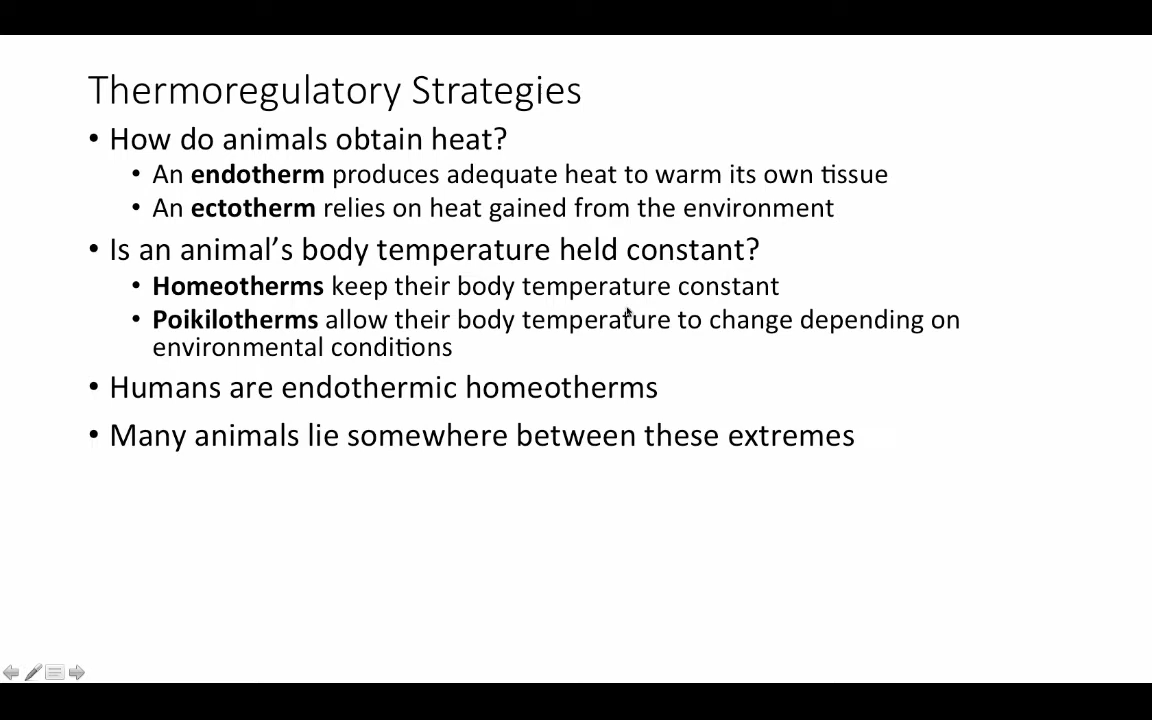 Thermoregulatory Strategies
• How do animals obtain heat?
• An endotherm produces adequate heat to warm its own tissue
• An ectotherm relies on heat gained from the environment
• Is an animal’s body temperature held constant?
• Homeotherms keep their body temperature constant
• Poikilotherms allow their body temperature to change depending on
environmental conditions
• Humans are endothermic homeotherms
• Many animals lie somewhere between these extremes